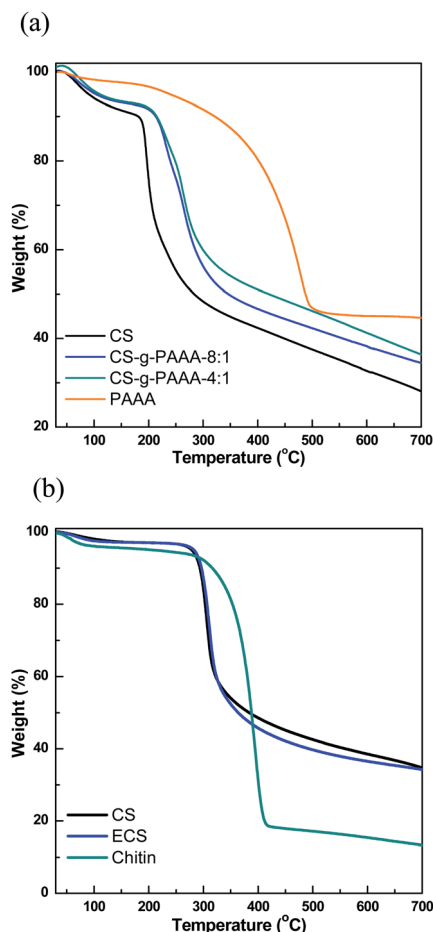 (a)
100
80
60
40
20
Weight (%)
CS
CS-g-PAAA-8:1
CS-g-PAAA-4:1
PAAA
100 200 300 400 500 600 700
Temperature (°C)
(b)
100
80
60
40
20
0
Weight (%)
CS
ECS
Chitin
100 200 300 400 500 600 700
Temperature (°C)